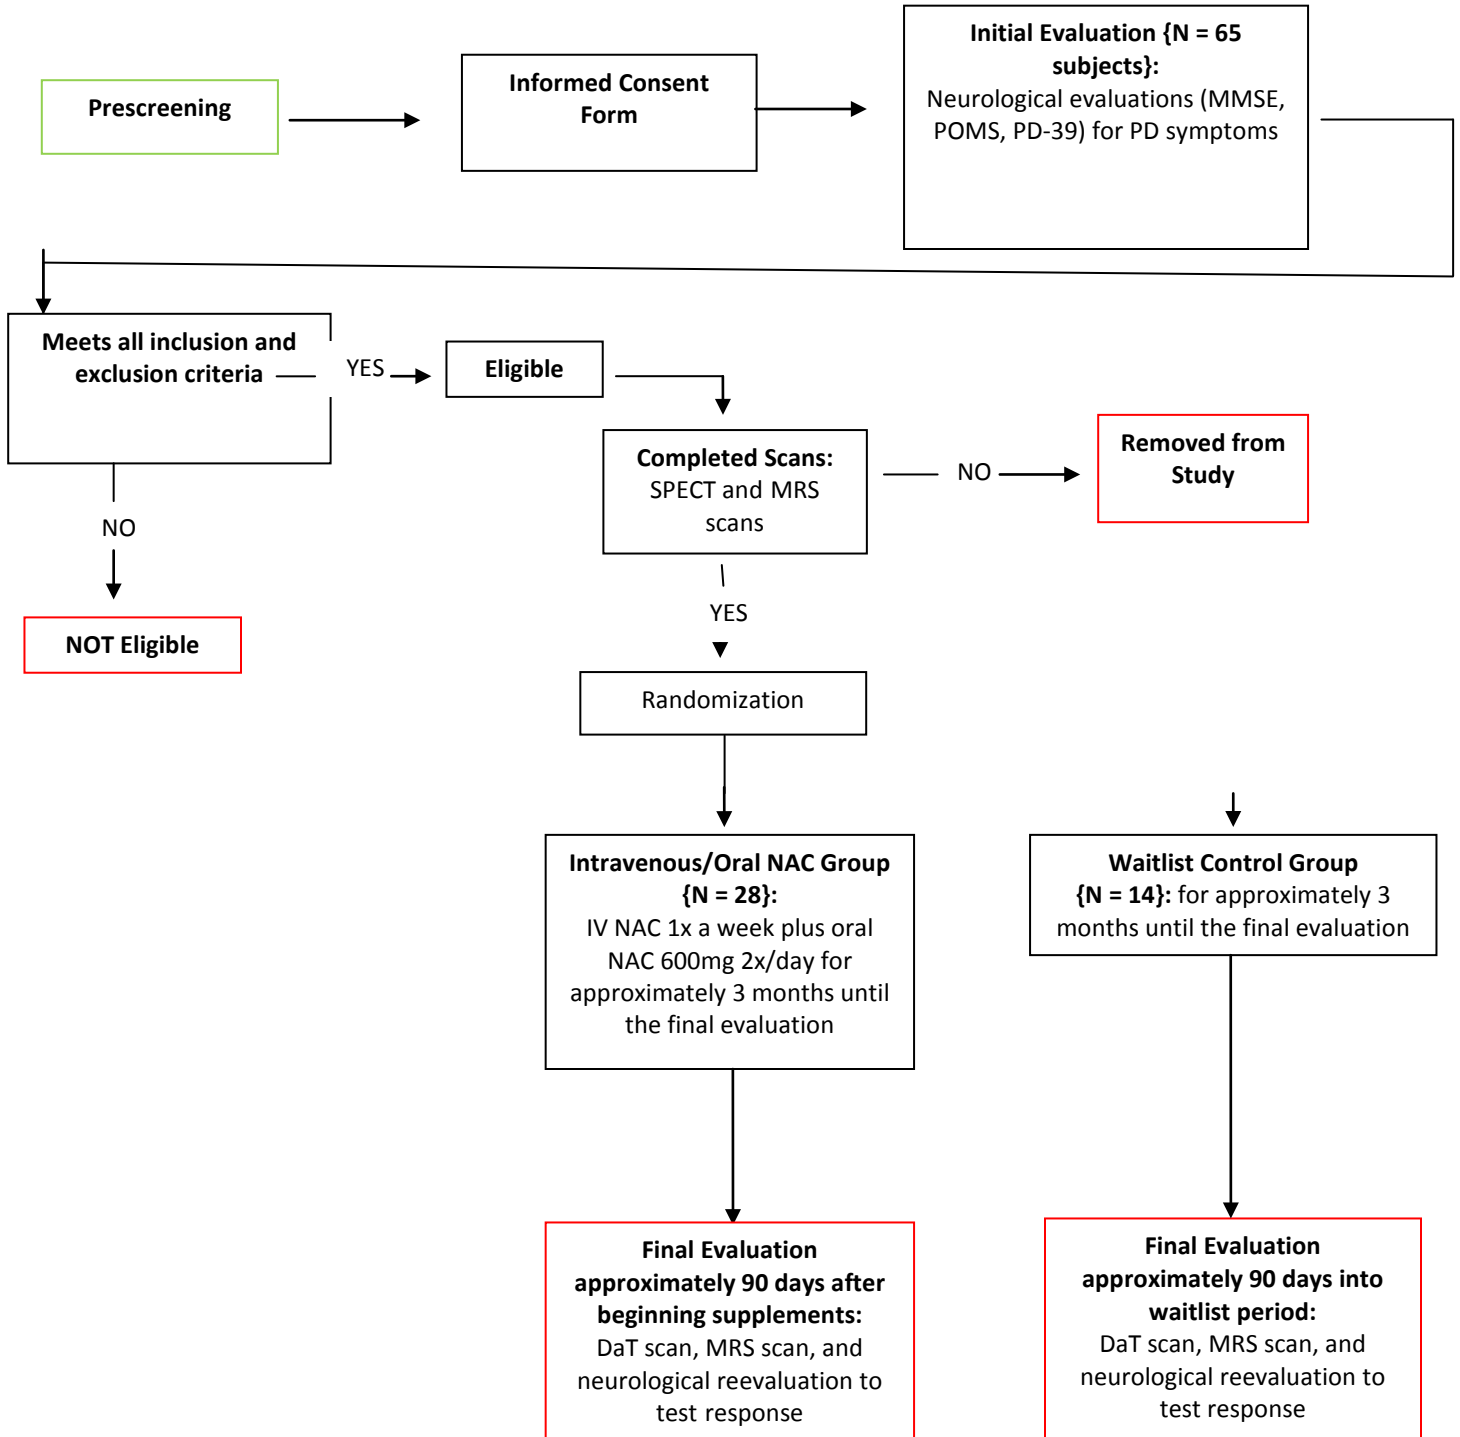 Prescreening
Informed Consent
Form
Initial Evaluation {N = 65
subjects}:
Neurological evaluations (MMSE,
POMS, PD-39) for PD symptoms
Meets all inclusion and
exclusion criteria
YES
Eligible
Completed Scans:
SPECT and MRS
scans
NO
Removed from
Study
NO
NOT Eligible
YES
Randomization
Intravenous/Oral NAC Group
{N = 28}:
IV NAC 1x a week plus oral
NAC 600mg 2x/day for
approximately 3 months until
the final evaluation
Waitlist Control Group
{N = 14}: for approximately 3
months until the final evaluation
Final Evaluation
approximately 90 days after
beginning supplements:
DaT scan, MRS scan, and
neurological reevaluation to
test response
Final Evaluation
approximately 90 days into
waitlist period:
DaT scan, MRS scan, and
neurological reevaluation to
test response